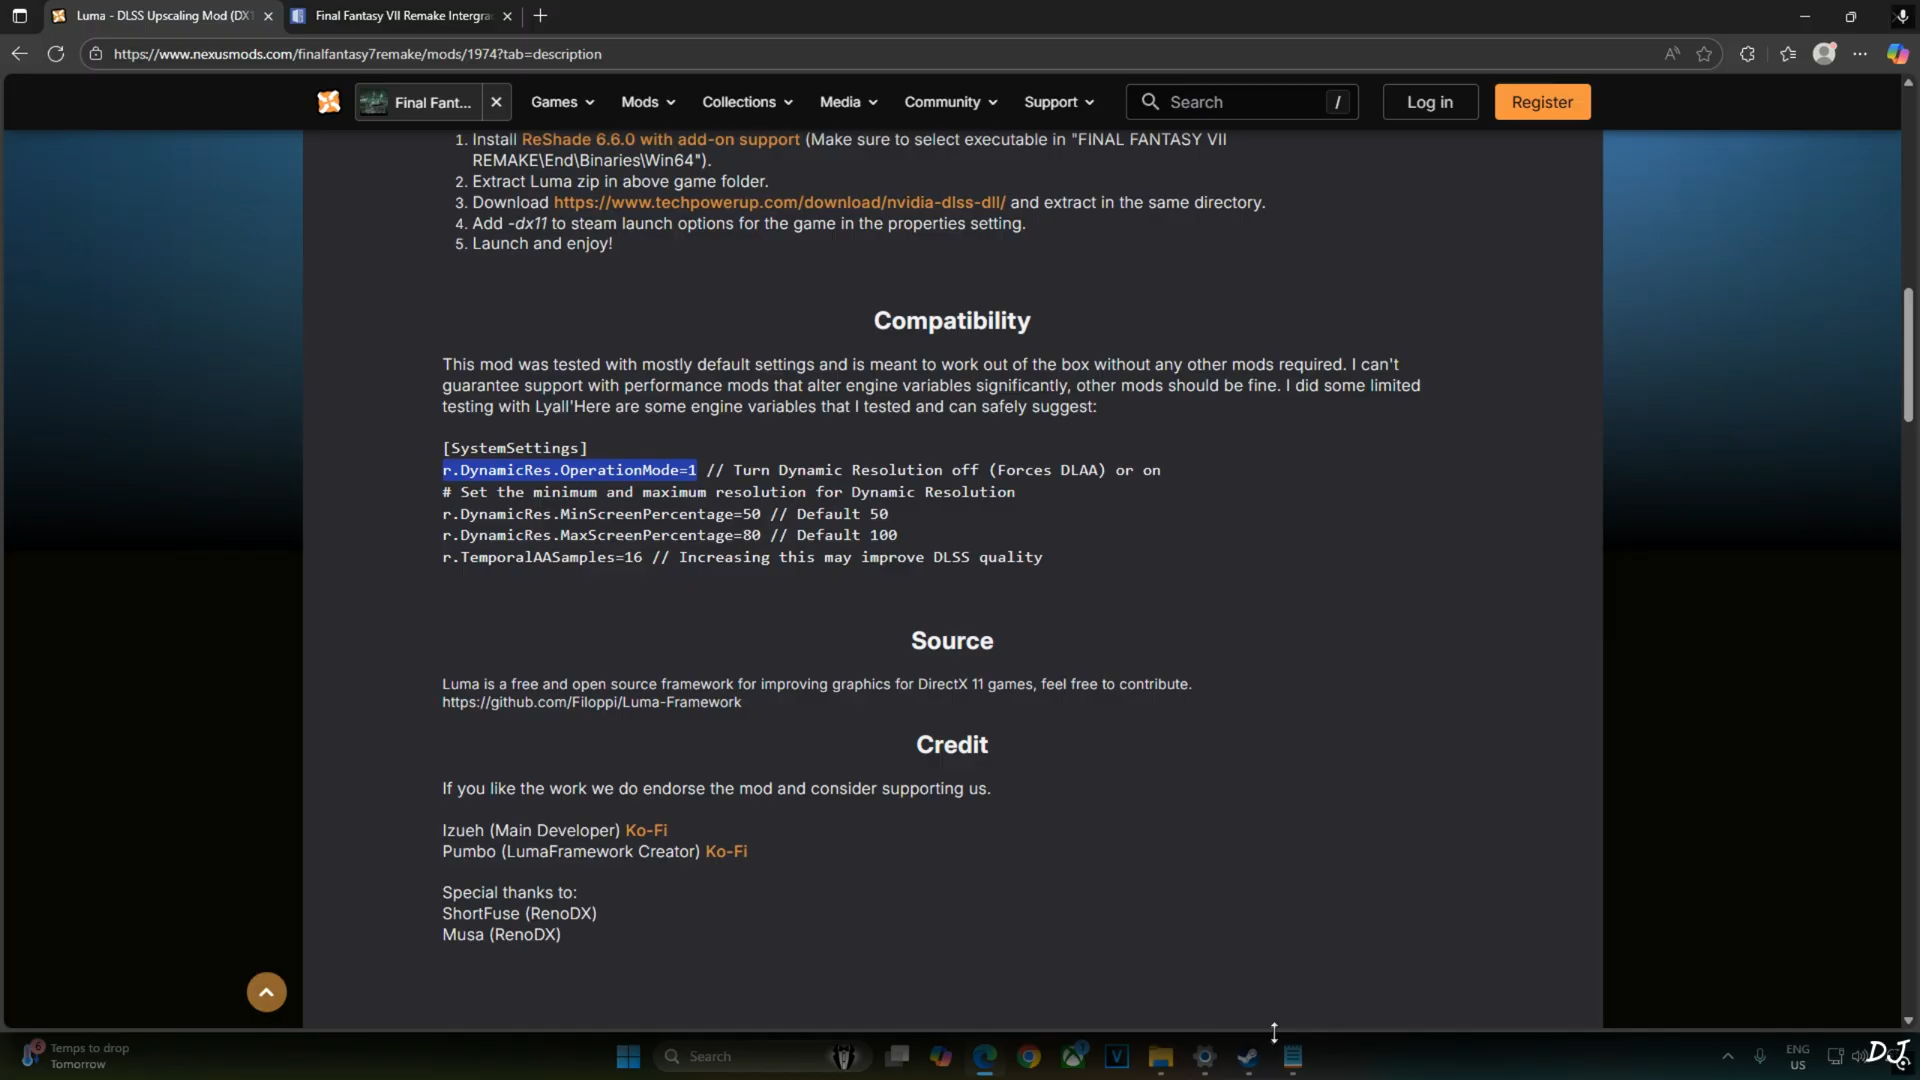 Luma - DLSS Upscaling Mod (DX1
Final Fantasy VII Remake Intergra
https://www.nexusmods.com/finalfantasy7remake/mods/1974?tab=description
Final Fant...
Games
Mods
Collections
Media
Community
Support
Search
/
Log in
Register
1. Install ReShade 6.6.0 with add-on support (Make sure to select executable in "FINAL FANTASY VII
REMAKE\End\Binaries\Win64").
2. Extract Luma zip in above game folder.
3. Download https://www.techpowerup.com/download/nvidia-dlss-dll/ and extract in the same directory.
4. Add -dx11 to steam launch options for the game in the properties setting.
5. Launch and enjoy!
Compatibility
This mod was tested with mostly default settings and is meant to work out of the box without any other mods required. I can't
guarantee support with performance mods that alter engine variables significantly, other mods should be fine. I did some limited
testing with Lyall'Here are some engine variables that I tested and can safely suggest:
[SystemSettings]
r.DynamicRes.OperationMode=1 // Turn Dynamic Resolution off (Forces DLAA) or on
# Set the minimum and maximum resolution for Dynamic Resolution
r.DynamicRes.MinScreenPercentage=50 // Default 50
r.DynamicRes.MaxScreenPercentage=80 // Default 100
r.TemporalAASamples=16 // Increasing this may improve DLSS quality
Source
Luma is a free and open source framework for improving graphics for DirectX 11 games, feel free to contribute.
https://github.com/Filoppi/Luma-Framework
Credit
If you like the work we do endorse the mod and consider supporting us.
Izueh (Main Developer) Ko-Fi
Pumbo (LumaFramework Creator) Ko-Fi
Special thanks to:
ShortFuse (RenoDX)
Musa (RenoDX)
6
Temps to drop
Tomorrow
Search
1
V
ENG
US
DJ